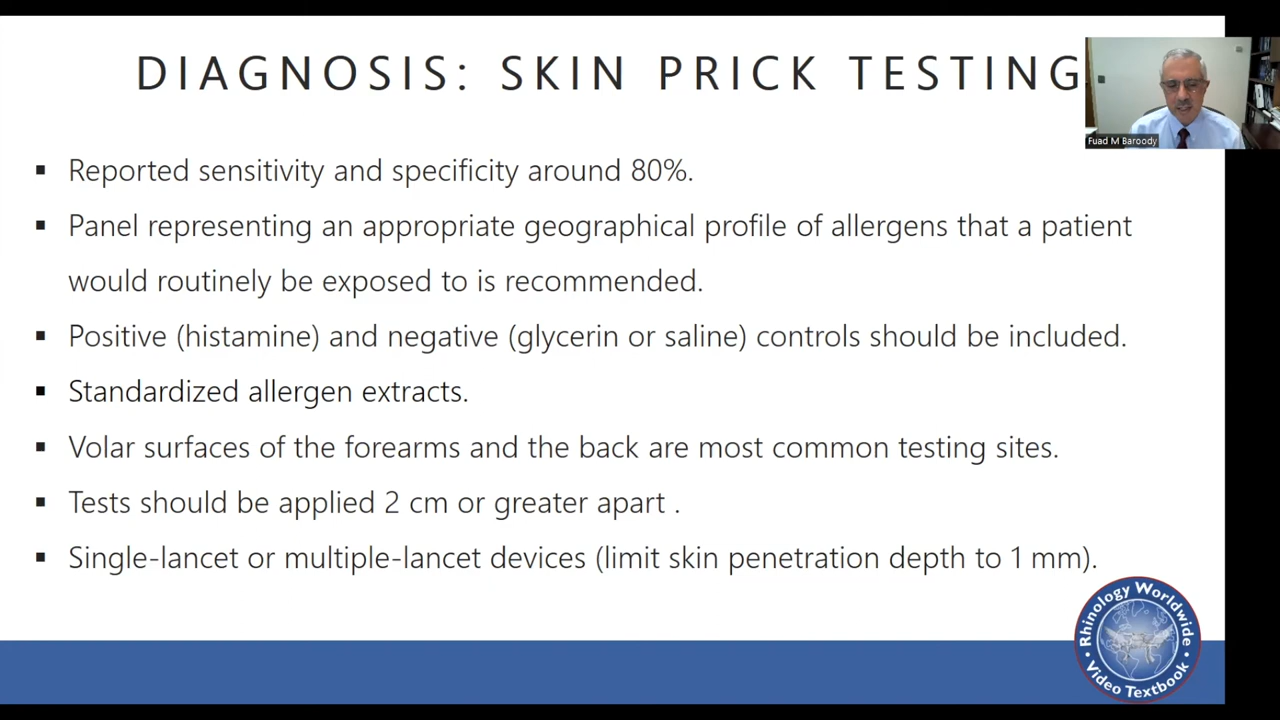 DIAGNOSIS: SKIN PRICK TESTING
Fuad M Baroody
▪ Reported sensitivity and specificity around 80%.
▪ Panel representing an appropriate geographical profile of allergens that a patient
would routinely be exposed to is recommended.
▪ Positive (histamine) and negative (glycerin or saline) controls should be included.
▪ Standardized allergen extracts.
▪ Volar surfaces of the forearms and the back are most common testing sites.
▪ Tests should be applied 2 cm or greater apart .
▪ Single-lancet or multiple-lancet devices (limit skin penetration depth to 1 mm).
Rhinology Worldwide
• Video Textbook •